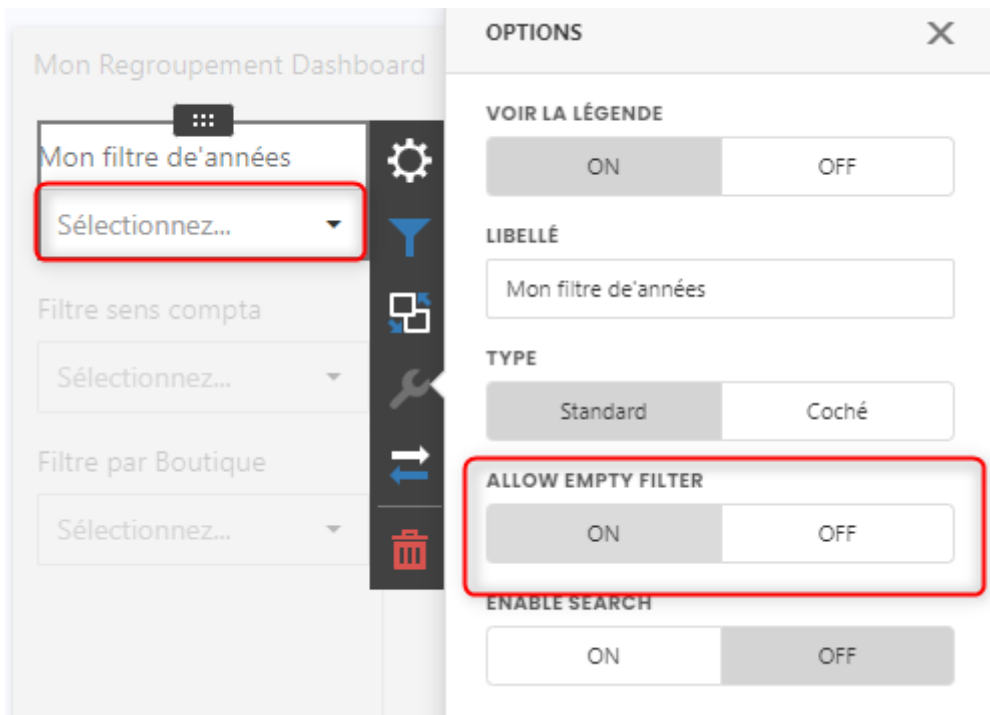 Mon Regroupement Dashboard
Mon filtre de'années
Sélectionnez...
Filtre sens compta
Sélectionnez...
Filtre par Boutique
Sélectionnez...
OPTIONS
VOIR LA LÉGENDE
ON OFF
LIBELLÉ
Mon filtre de'années
TYPE
Standard Coché
ALLOW EMPTY FILTER
ON OFF
ENABLE SEARCH
ON OFF